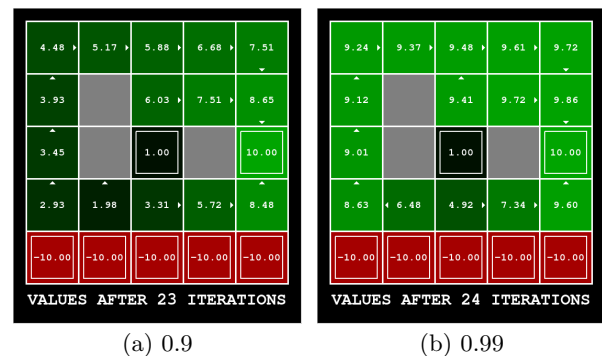 4.48 5.17 5.88 6.68 7.51
3.93 6.03 7.51 8.65
3.45 1.00 10.00
2.93 1.98 3.31 5.72 8.48
-10.00 -10.00 -10.00 -10.00 -10.00
VALUES AFTER 23 ITERATIONS
(a) 0.9
9.24 9.37 9.48 9.61 9.72
9.12 9.41 9.72 9.86
9.01 1.00 10.00
8.63 6.48 4.92 7.34 9.60
-10.00 -10.00 -10.00 -10.00 -10.00
VALUES AFTER 24 ITERATIONS
(b) 0.99